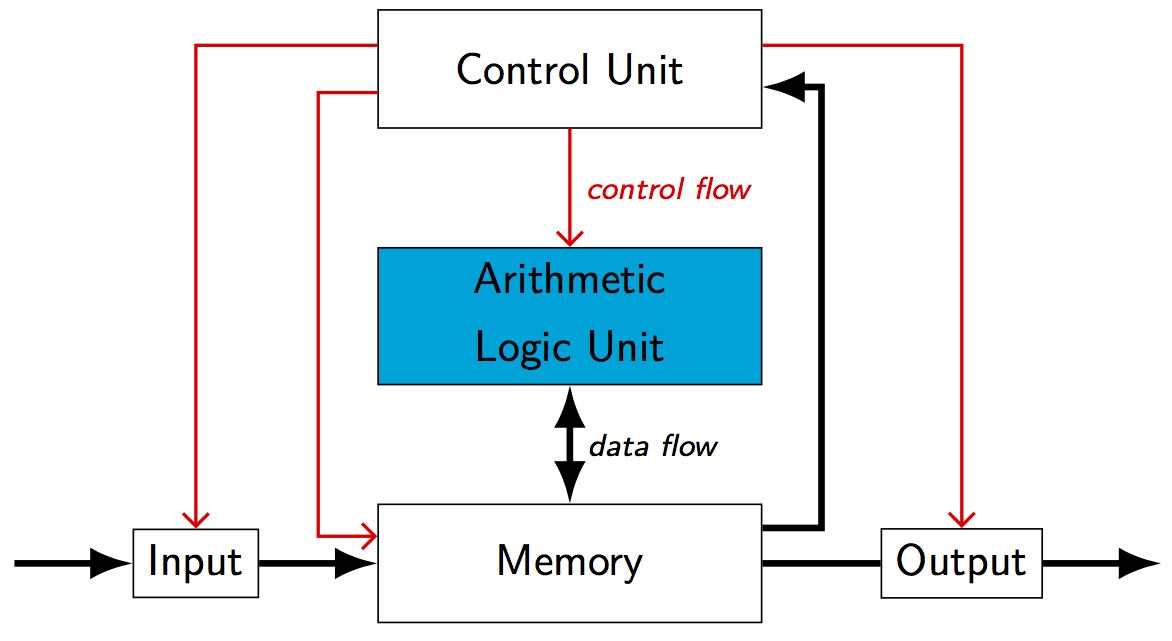 Control Unit
control flow
Arithmetic
Logic Unit
data flow
Input
Memory
Output